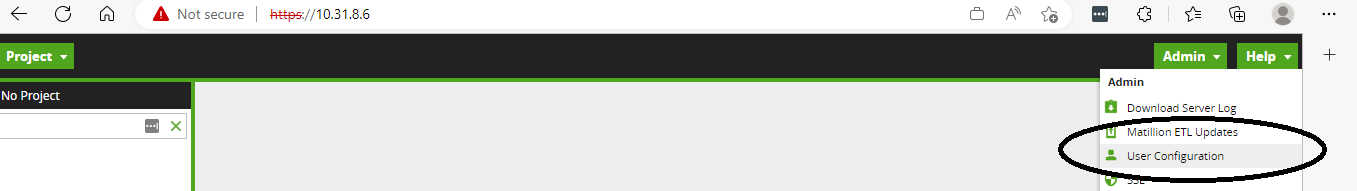 Not secure https://10.31.8.6
Project Admin Help
No Project
Admin
Download Server Log
Matillion ETL Updates
User Configuration
SSL